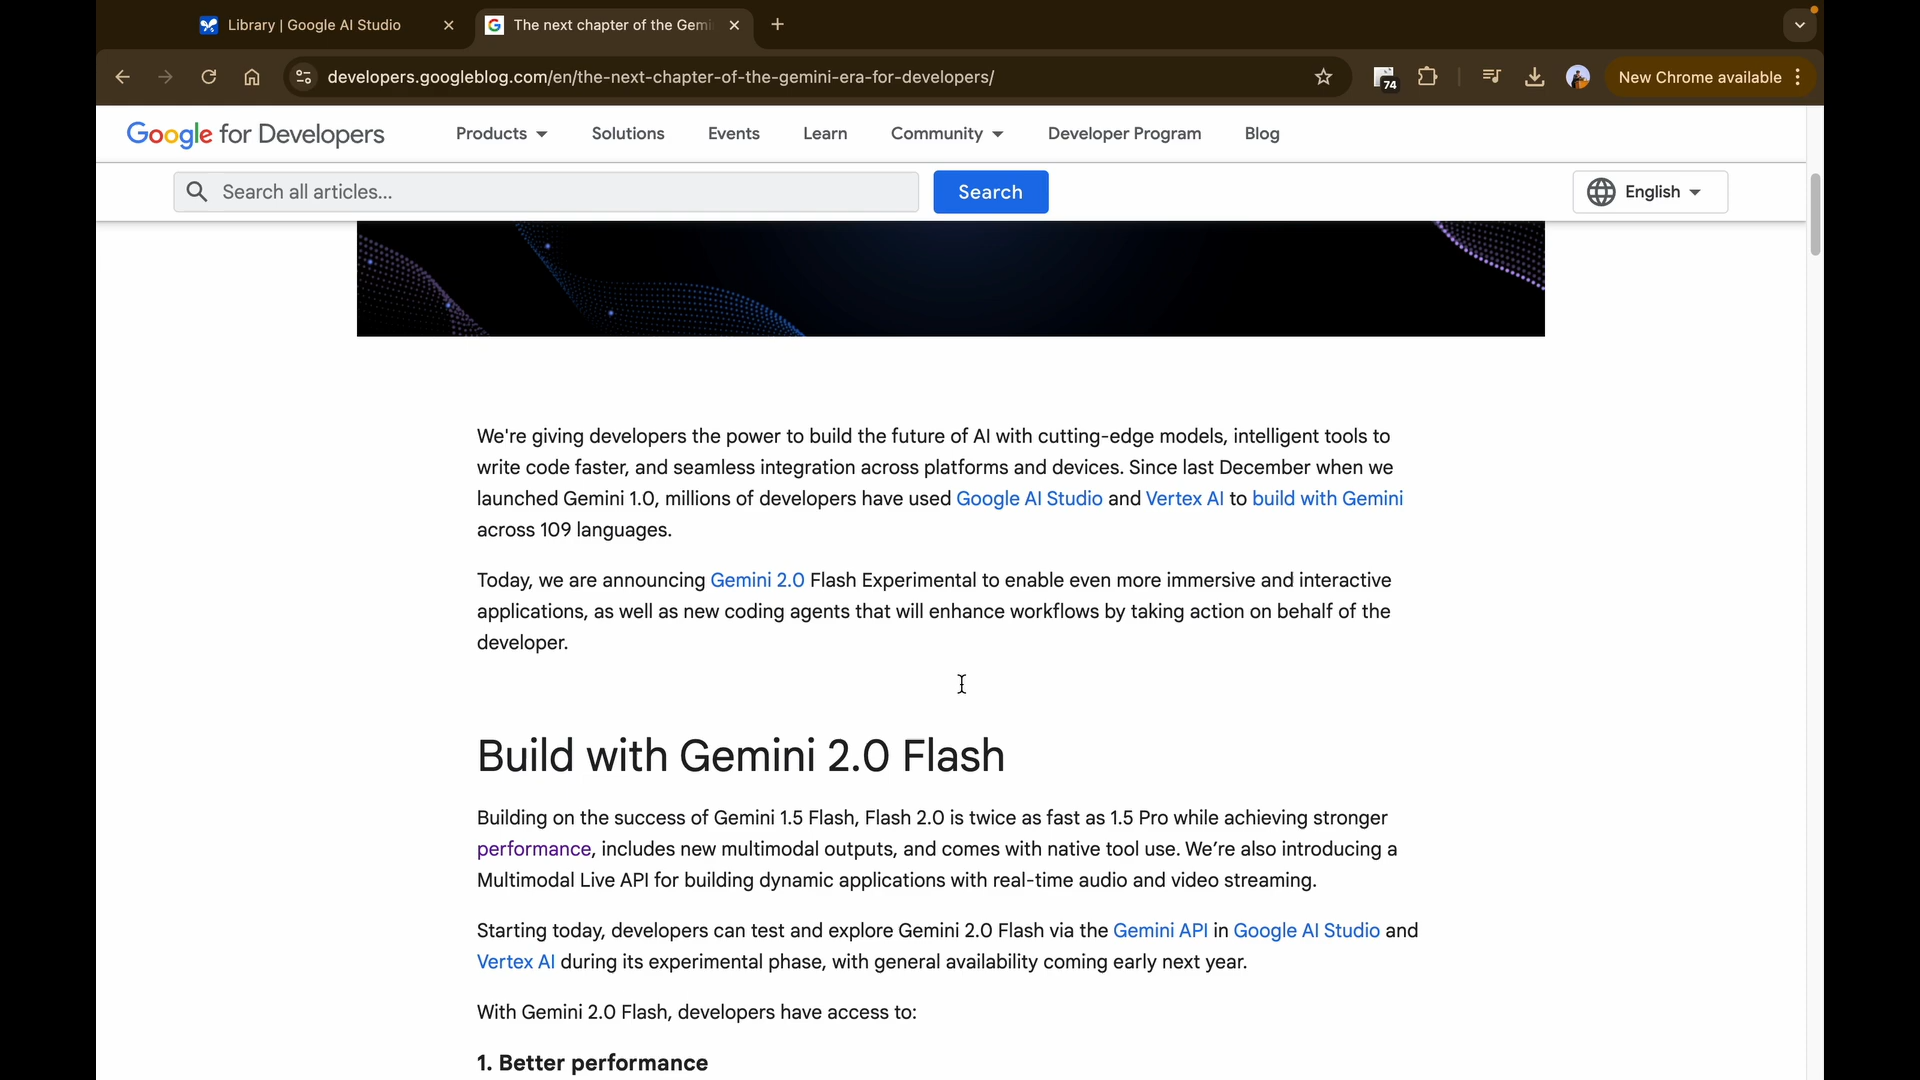 Library | Google AI Studio
The next chapter of the Gemi
developers.googleblog.com/en/the-next-chapter-of-the-gemini-era-for-developers/
74
New Chrome available
Google for Developers
Products
Solutions
Events
Learn
Community
Developer Program
Blog
Search all articles...
Search
English
We're giving developers the power to build the future of AI with cutting-edge models, intelligent tools to
write code faster, and seamless integration across platforms and devices. Since last December when we
launched Gemini 1.0, millions of developers have used Google AI Studio and Vertex AI to build with Gemini
across 109 languages.
Today, we are announcing Gemini 2.0 Flash Experimental to enable even more immersive and interactive
applications, as well as new coding agents that will enhance workflows by taking action on behalf of the
developer.
Build with Gemini 2.0 Flash
Building on the success of Gemini 1.5 Flash, Flash 2.0 is twice as fast as 1.5 Pro while achieving stronger
performance, includes new multimodal outputs, and comes with native tool use. We’re also introducing a
Multimodal Live API for building dynamic applications with real-time audio and video streaming.
Starting today, developers can test and explore Gemini 2.0 Flash via the Gemini API in Google AI Studio and
Vertex AI during its experimental phase, with general availability coming early next year.
With Gemini 2.0 Flash, developers have access to:
1. Better performance